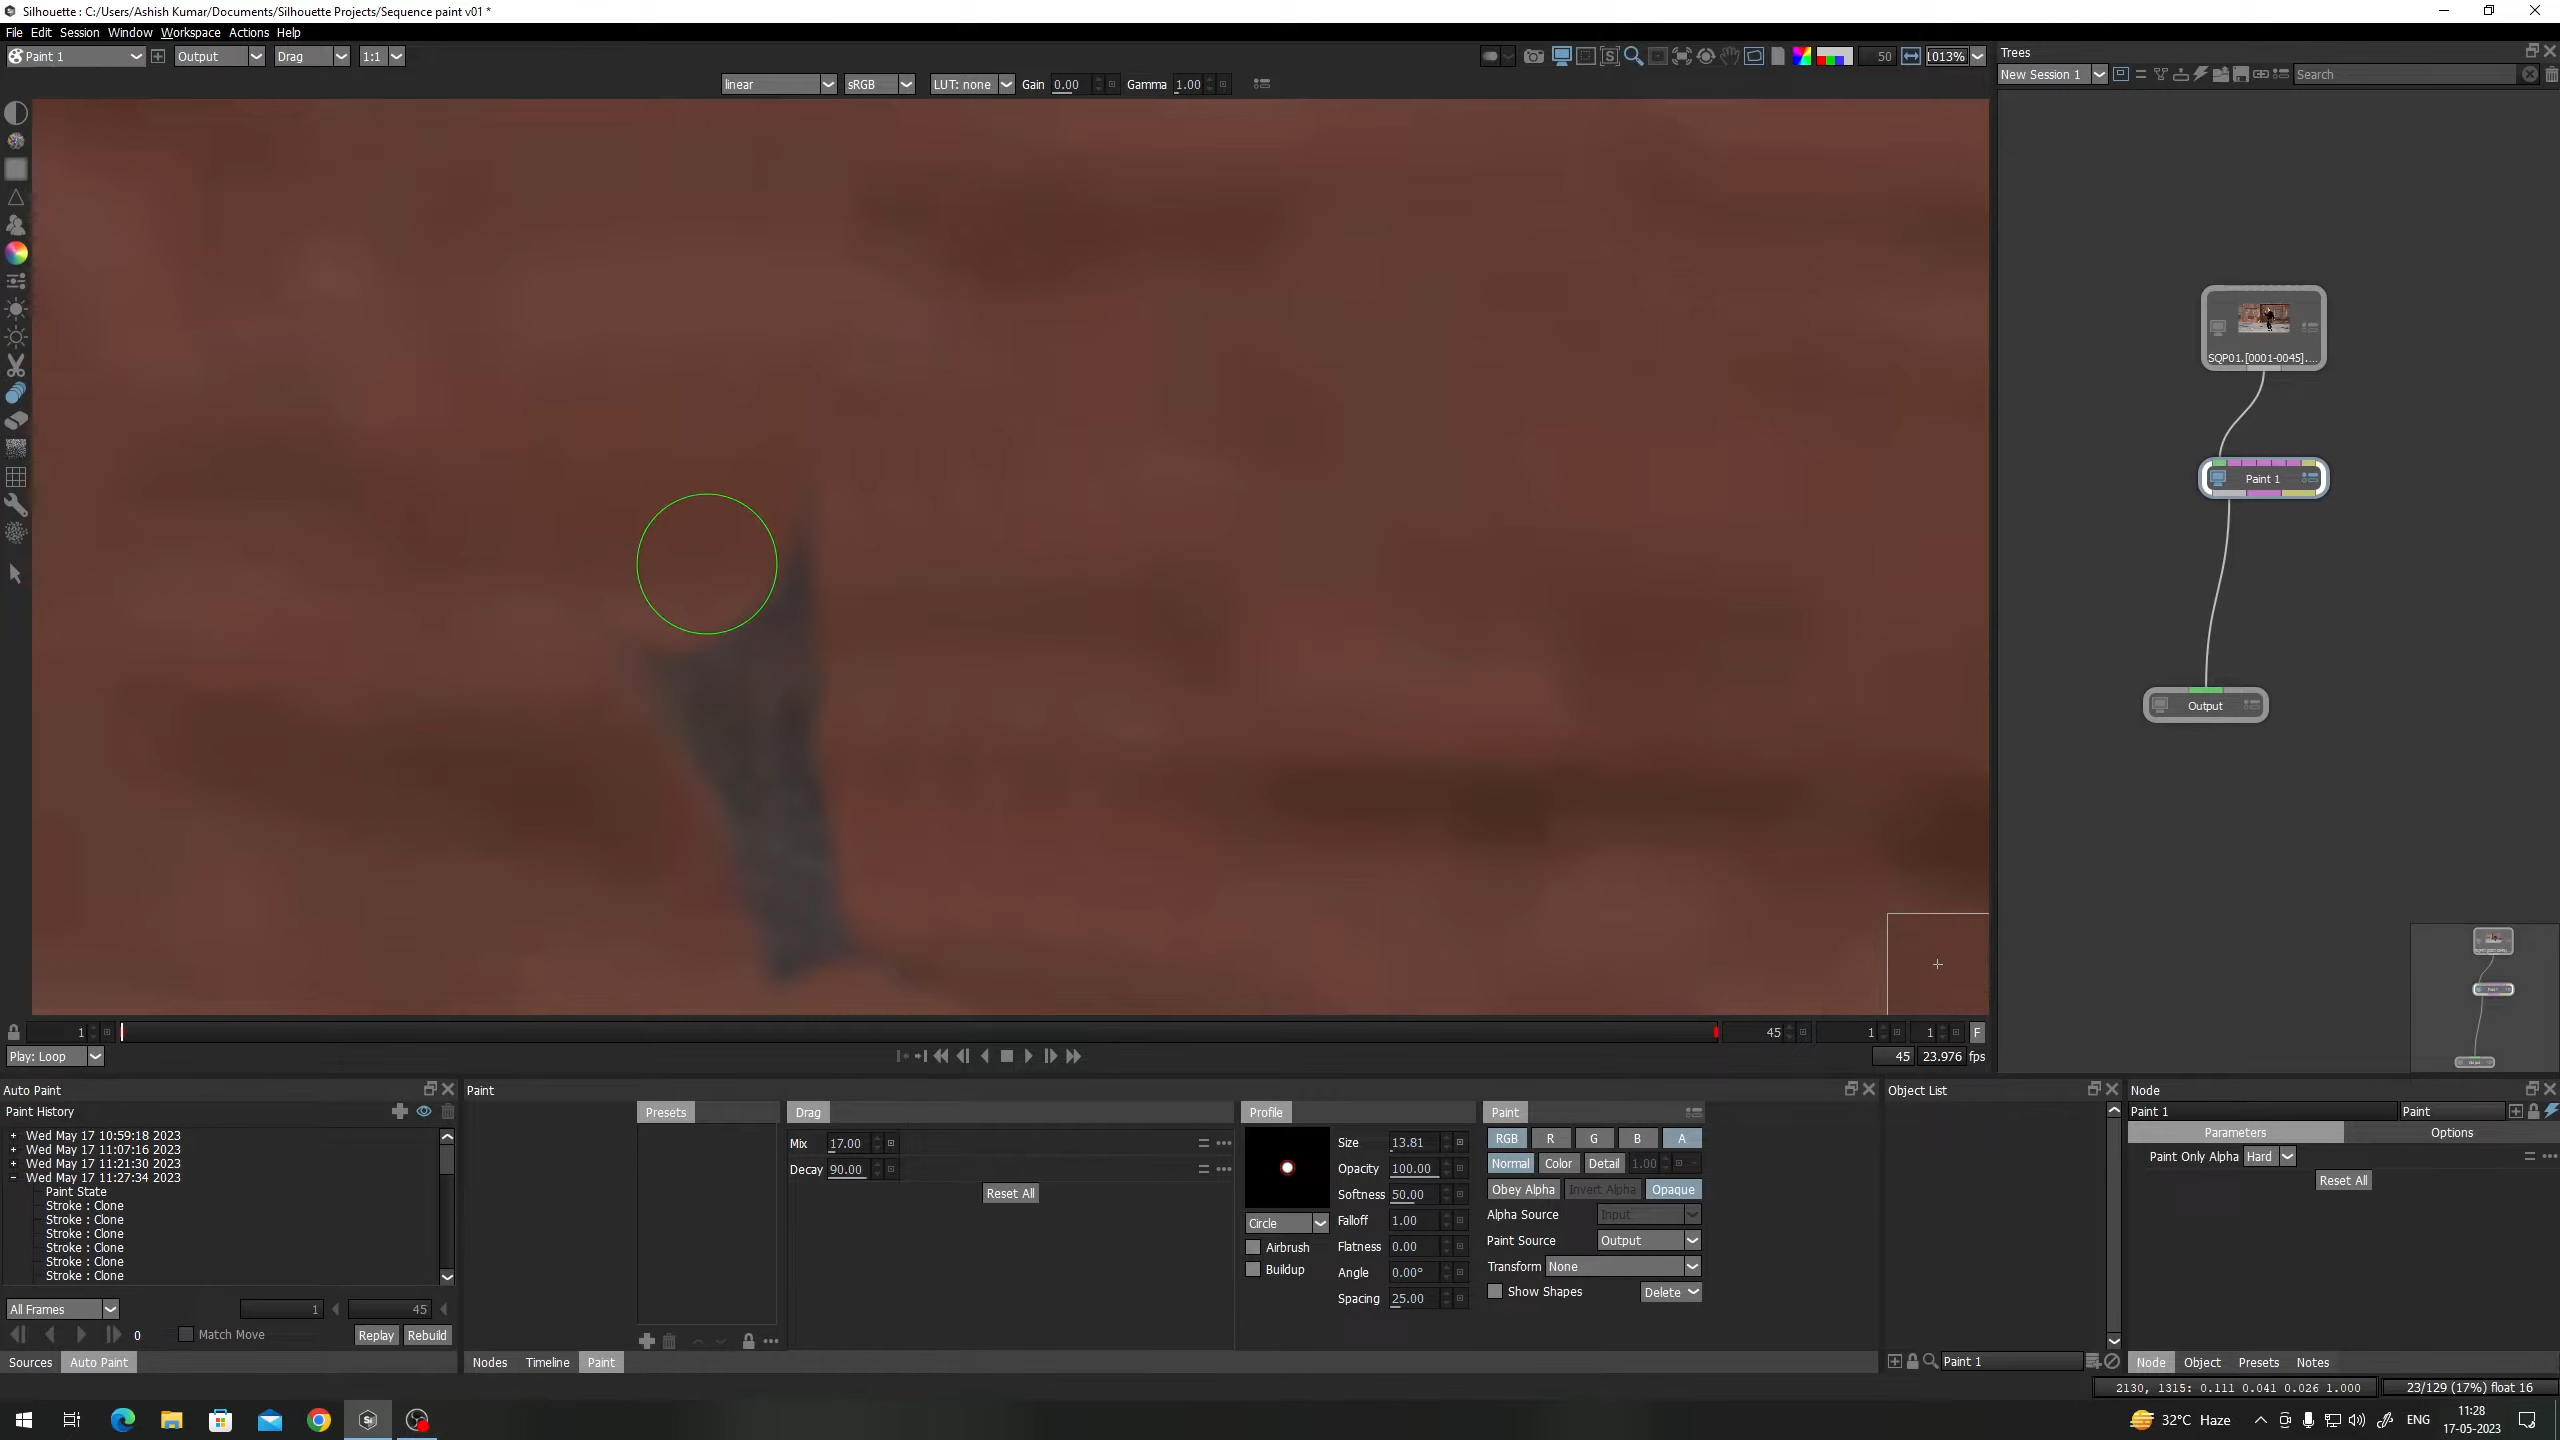 Silhouette : C:/Users/Ashish Kumar/Documents/Silhouette Projects/Sequence paint v01 *
File Edit Session Window Workspace Actions Help
Paint 1 Output Drag 1:1 50 1013%
linear sRGB LUT: none Gain 0.00 Gamma 1.00
Trees
New Session 1 Search
SQP01.[0001-0045]....
Paint 1
Output
1 45 1 1 F
Play: Loop 45 23.976 fps
Auto Paint
Paint History
Wed May 17 10:59:18 2023
Wed May 17 11:07:16 2023
Wed May 17 11:21:30 2023
Wed May 17 11:27:34 2023
Paint State
Stroke : Clone
Stroke : Clone
Stroke : Clone
Stroke : Clone
Stroke : Clone
Stroke : Clone
All Frames 1 45
0 Match Move Replay Rebuild
Sources Auto Paint
Paint
Presets
Drag
Mix 17.00
Decay 90.00
Reset All
Profile
Circle
Airbrush
Buildup
Size 13.81
Opacity 100.00
Softness 50.00
Falloff 1.00
Flatness 0.00
Angle 0.00°
Spacing 25.00
Paint
RGB R G B A
Normal Color Detail 1.00
Obey Alpha Invert Alpha Opaque
Alpha Source Input
Paint Source Output
Transform None
Show Shapes Delete
Nodes Timeline Paint
Object List
Paint 1
Node
Paint 1 Paint
Parameters Options
Paint Only Alpha Hard
Reset All
Node Object Presets Notes
2130, 1315: 0.111 0.041 0.026 1.000 23/129 (17%) float 16
32°C Haze ENG 11:28
17-05-2023